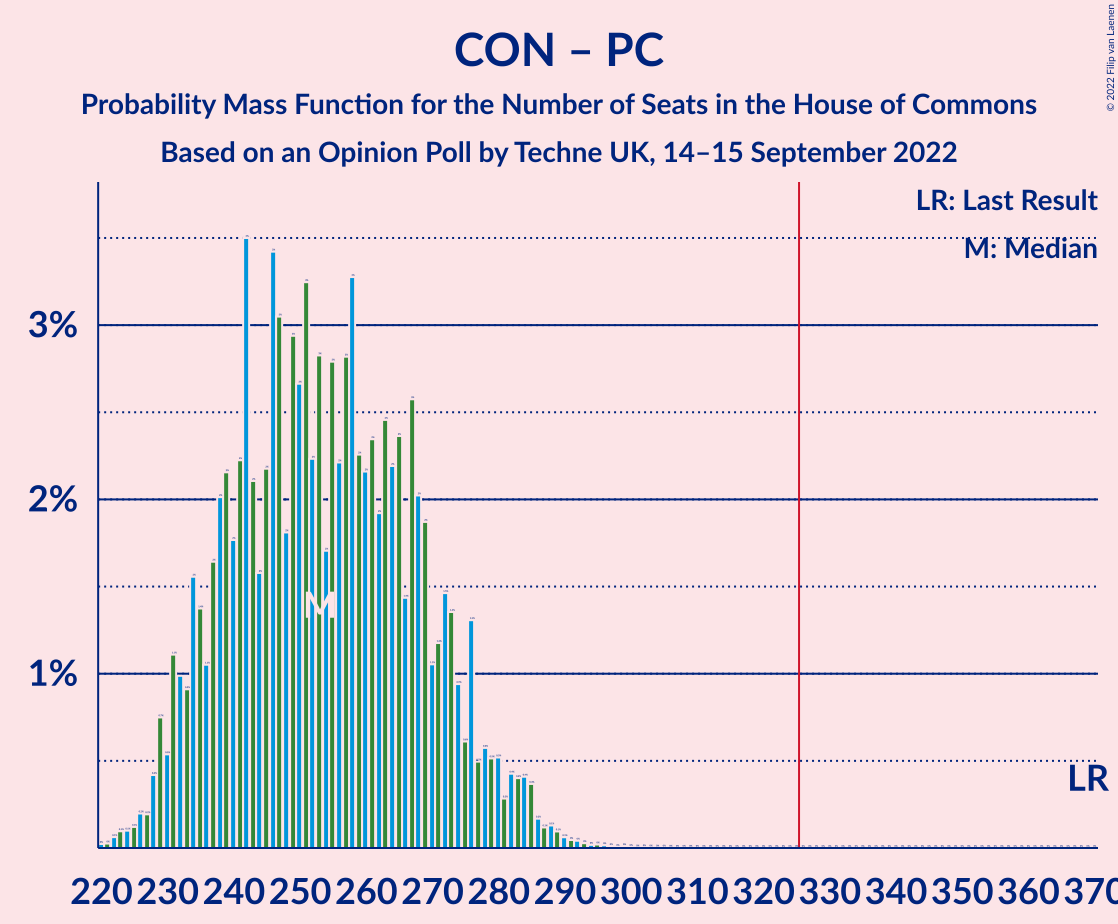 CON – PC
Probability Mass Function for the Number of Seats in the House of Commons
Based on an Opinion Poll by Techne UK, 14–15 September 2022
© 2022 Filip van Laenen
LR: Last Result
M: Median
3%
2%
1%
M
LR
220 230 240 250 260 270 280 290 300 310 320 330 340 350 360 370